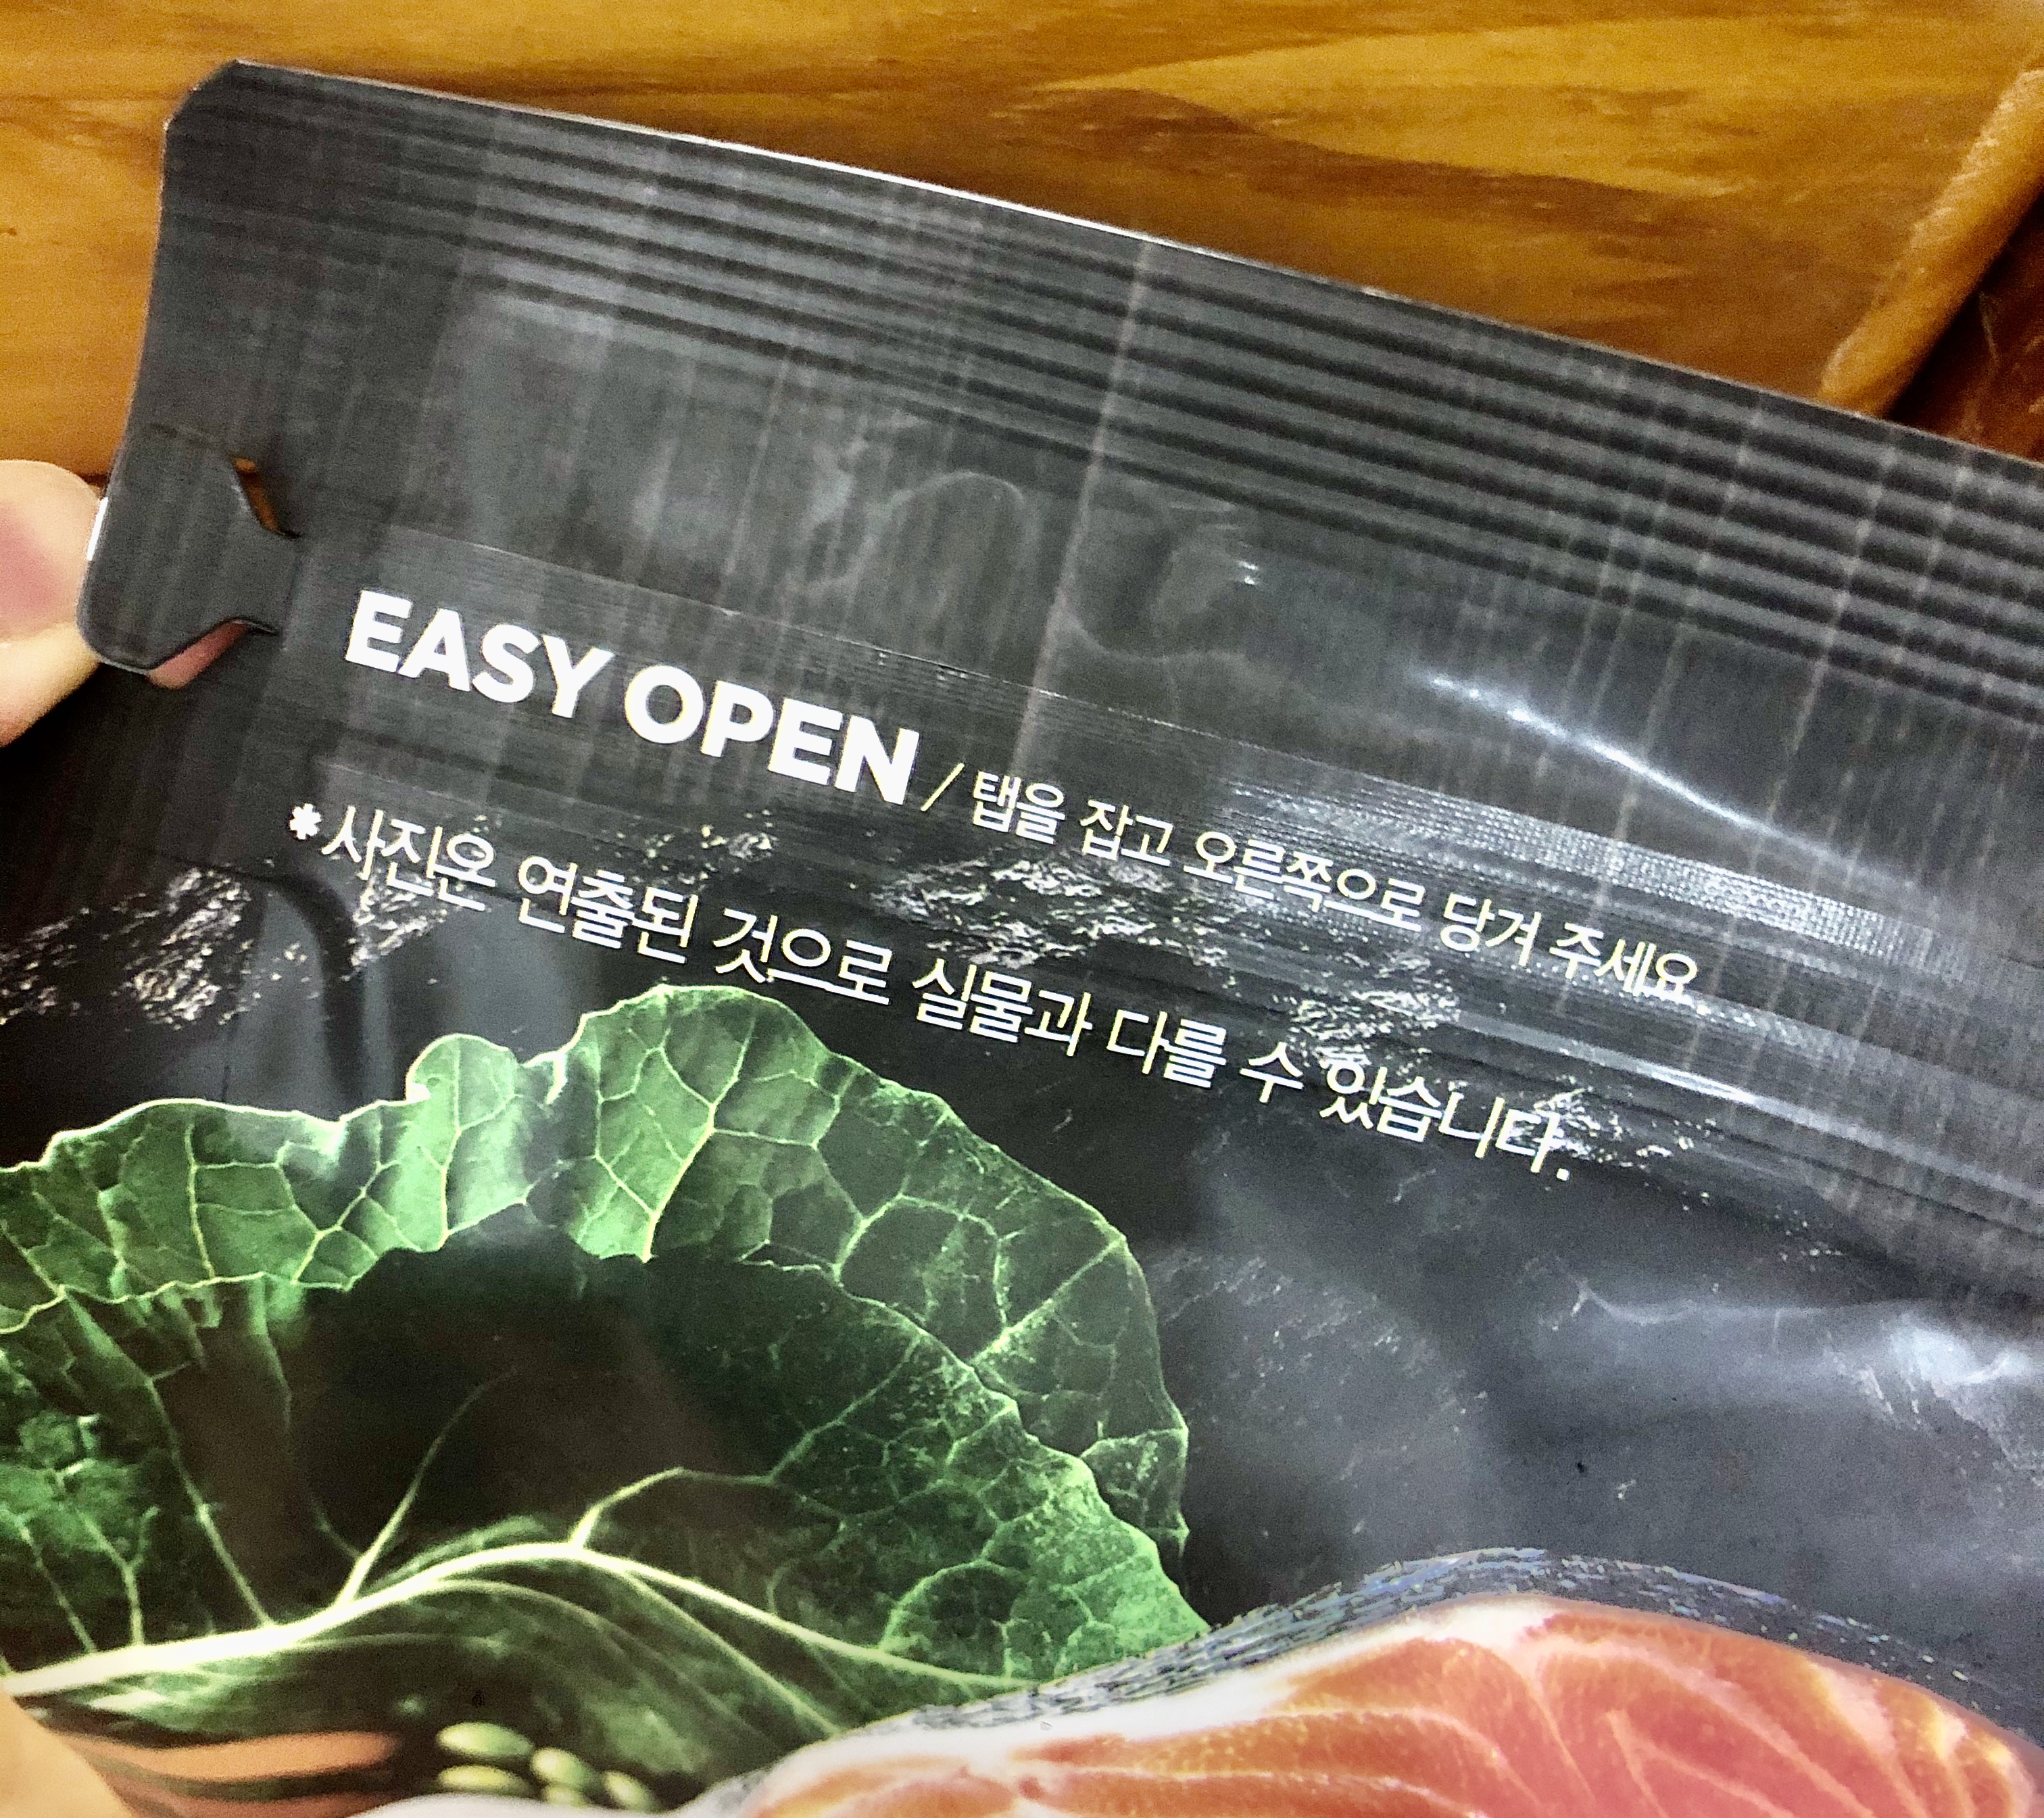 EASY OPEN / 탭을 잡고 오른쪽으로 당겨 주세요
*사진은 연출된 것으로 실물과 다를 수 있습니다.